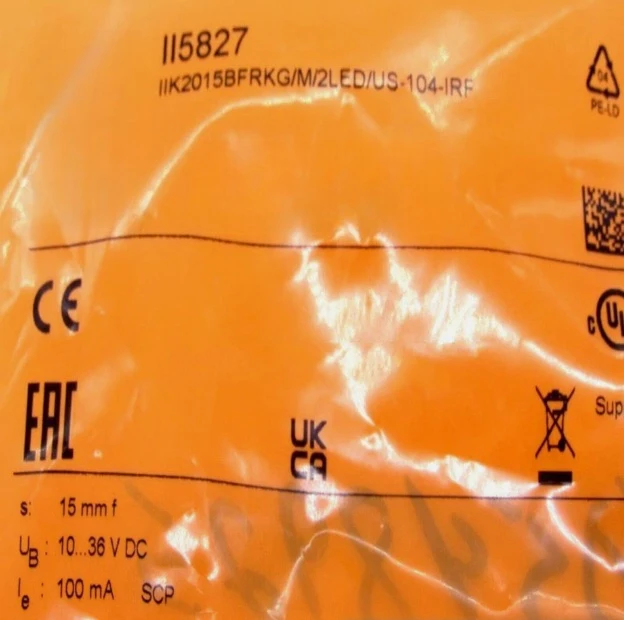 II5827
IIK2015BFRKG/M/2LED/US-104-IRF
04
PE-LD
CE
c UL
EAC
UK
CA
Sup
s: 15 mm f
UB : 10...36 V DC
Ie : 100 mA SCP